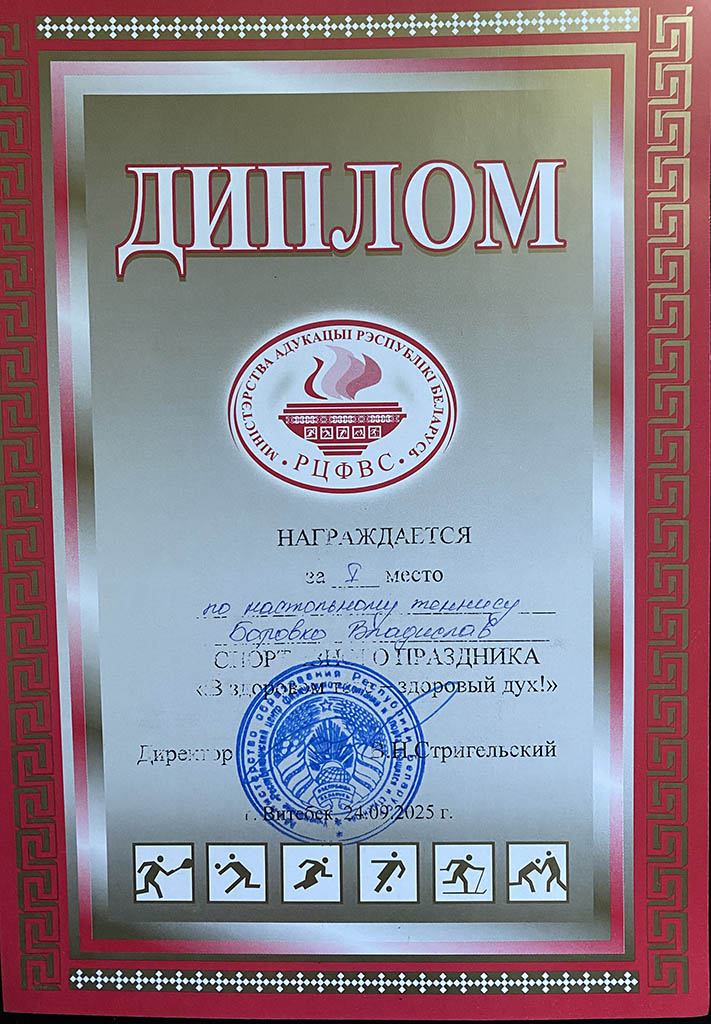 ДИПЛОМ
МІНІСТЭРСТВА АДУКАЦЫІ РЭСПУБЛІКІ БЕЛАРУСЬ
• РЦФВС •
НАГРАЖДАЕТСЯ
за I место
по настольному теннису
Боровко Владислав
ПРАЗДНИКА
«В здоровом здоровый дух!»
Директор В.Н.Стригельский
г. Витебск, 24.09.2025 г.